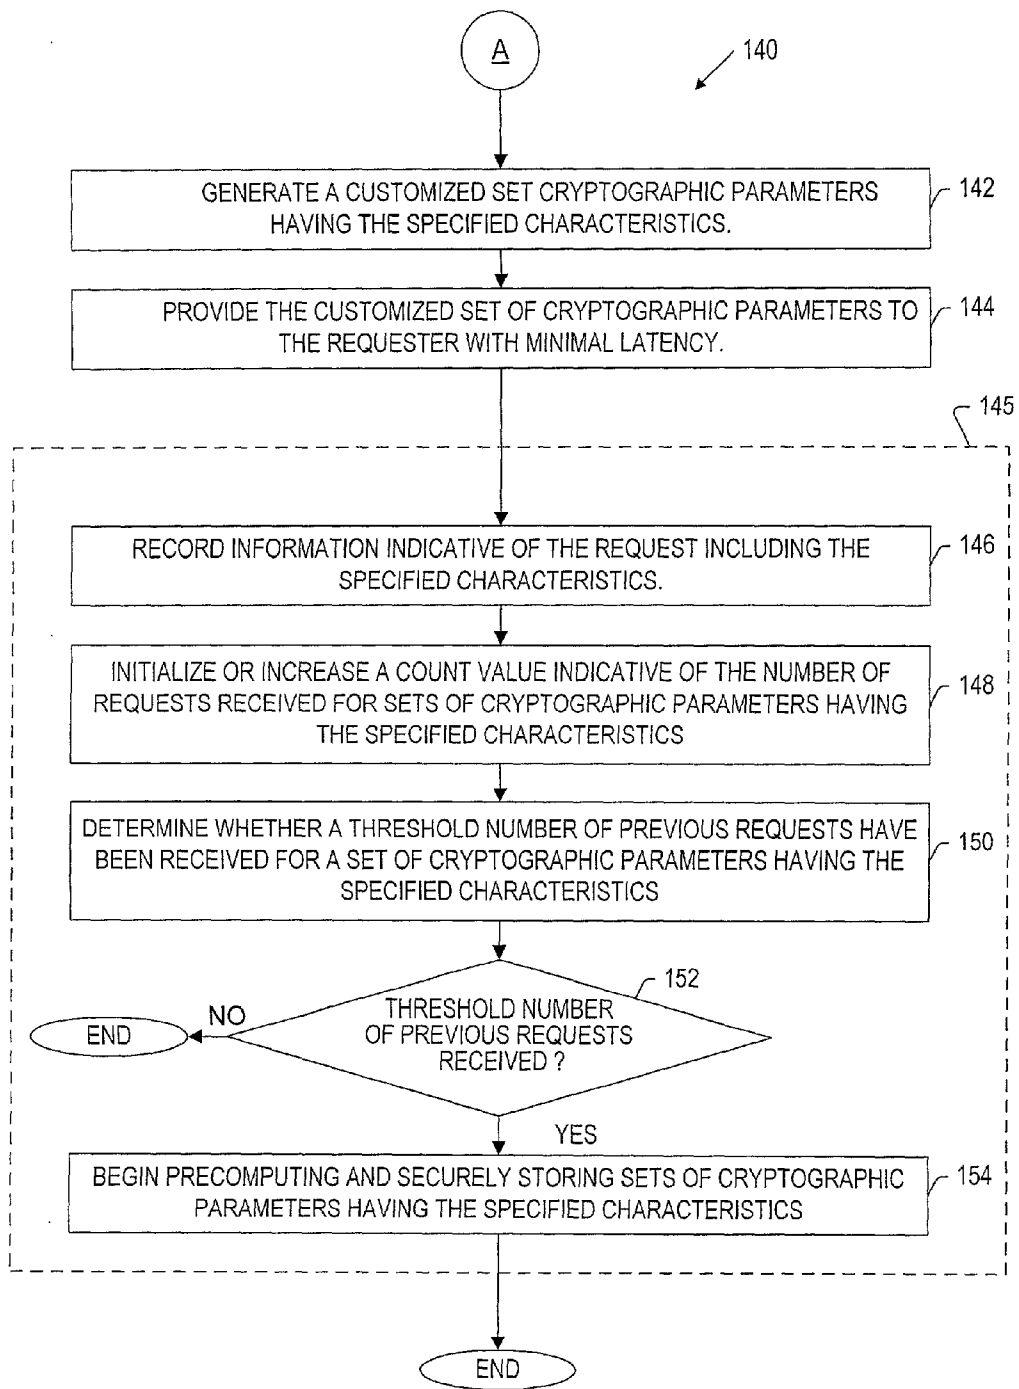 A
140
GENERATE A CUSTOMIZED SET CRYPTOGRAPHIC PARAMETERS
HAVING THE SPECIFIED CHARACTERISTICS.
142
PROVIDE THE CUSTOMIZED SET OF CRYPTOGRAPHIC PARAMETERS TO
THE REQUESTER WITH MINIMAL LATENCY.
144
145
RECORD INFORMATION INDICATIVE OF THE REQUEST INCLUDING THE
SPECIFIED CHARACTERISTICS.
146
INITIALIZE OR INCREASE A COUNT VALUE INDICATIVE OF THE NUMBER OF
REQUESTS RECEIVED FOR SETS OF CRYPTOGRAPHIC PARAMETERS HAVING
THE SPECIFIED CHARACTERISTICS
148
DETERMINE WHETHER A THRESHOLD NUMBER OF PREVIOUS REQUESTS HAVE
BEEN RECEIVED FOR A SET OF CRYPTOGRAPHIC PARAMETERS HAVING THE
SPECIFIED CHARACTERISTICS
150
152
THRESHOLD NUMBER
OF PREVIOUS REQUESTS
RECEIVED ?
NO
END
YES
BEGIN PRECOMPUTING AND SECURELY STORING SETS OF CRYPTOGRAPHIC
PARAMETERS HAVING THE SPECIFIED CHARACTERISTICS
154
END